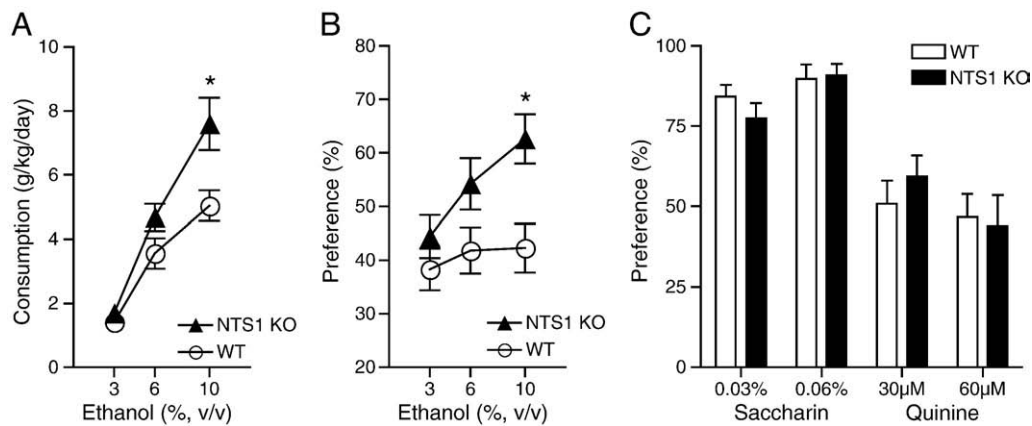 A
Consumption (g/kg/day)
10
8
6
4
2
0
*
NTS1 KO
WT
3 6 10
Ethanol (%, v/v)
B
Preference (%)
80
70
60
50
40
30
20
*
NTS1 KO
WT
3 6 10
Ethanol (%, v/v)
C
Preference (%)
100
75
50
25
0
WT
NTS1 KO
0.03% 0.06% 30µM 60µM
Saccharin Quinine